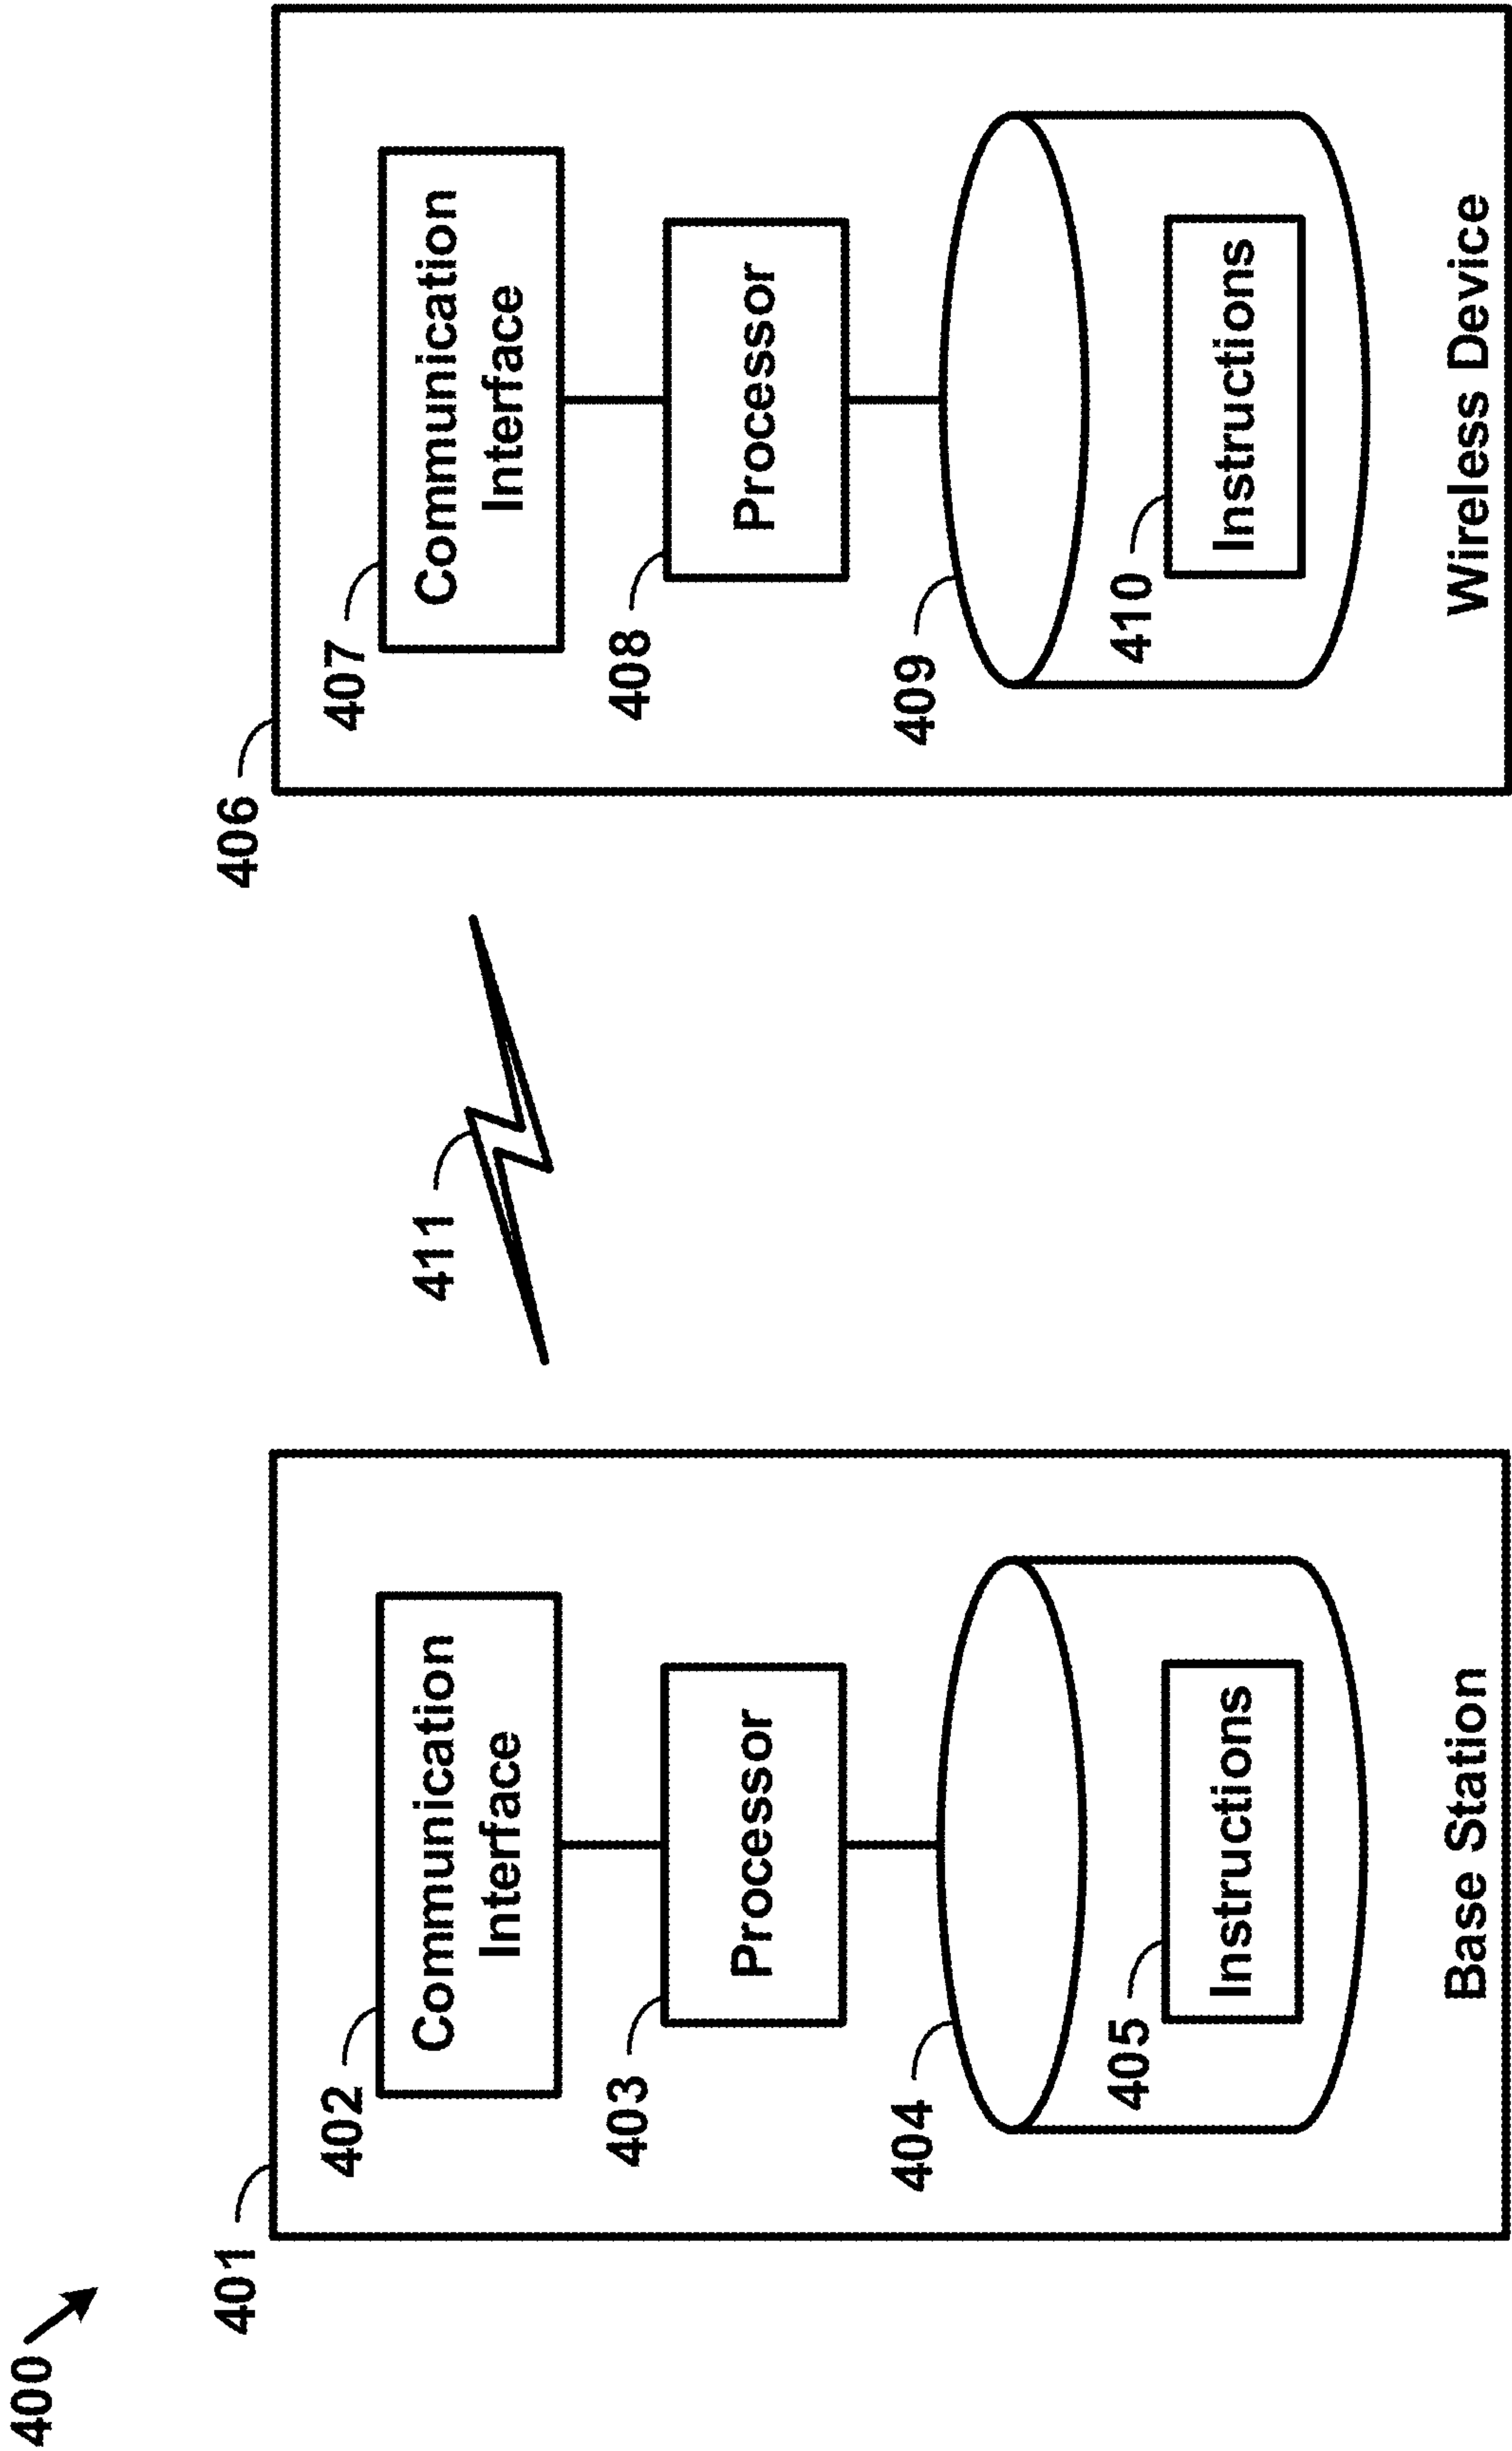 400
401
402
Communication
Interface
403
Processor
404
405
Instructions
Base Station
411
406
407
Communication
Interface
408
Processor
409
410
Instructions
Wireless Device